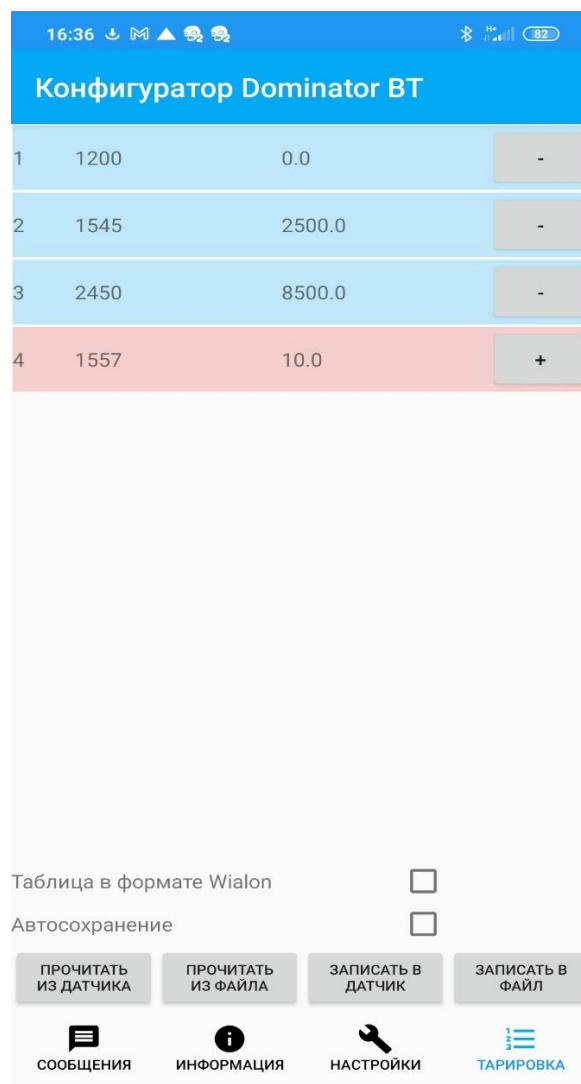 16:36 H+ 82
Конфигуратор Dominator BT
1 1200 0.0 -
2 1545 2500.0 -
3 2450 8500.0 -
4 1557 10.0 +
Таблица в формате Wialon
Автосохранение
ПРОЧИТАТЬ ИЗ ДАТЧИКА
ПРОЧИТАТЬ ИЗ ФАЙЛА
ЗАПИСАТЬ В ДАТЧИК
ЗАПИСАТЬ В ФАЙЛ
СООБЩЕНИЯ ИНФОРМАЦИЯ НАСТРОЙКИ ТАРИРОВКА